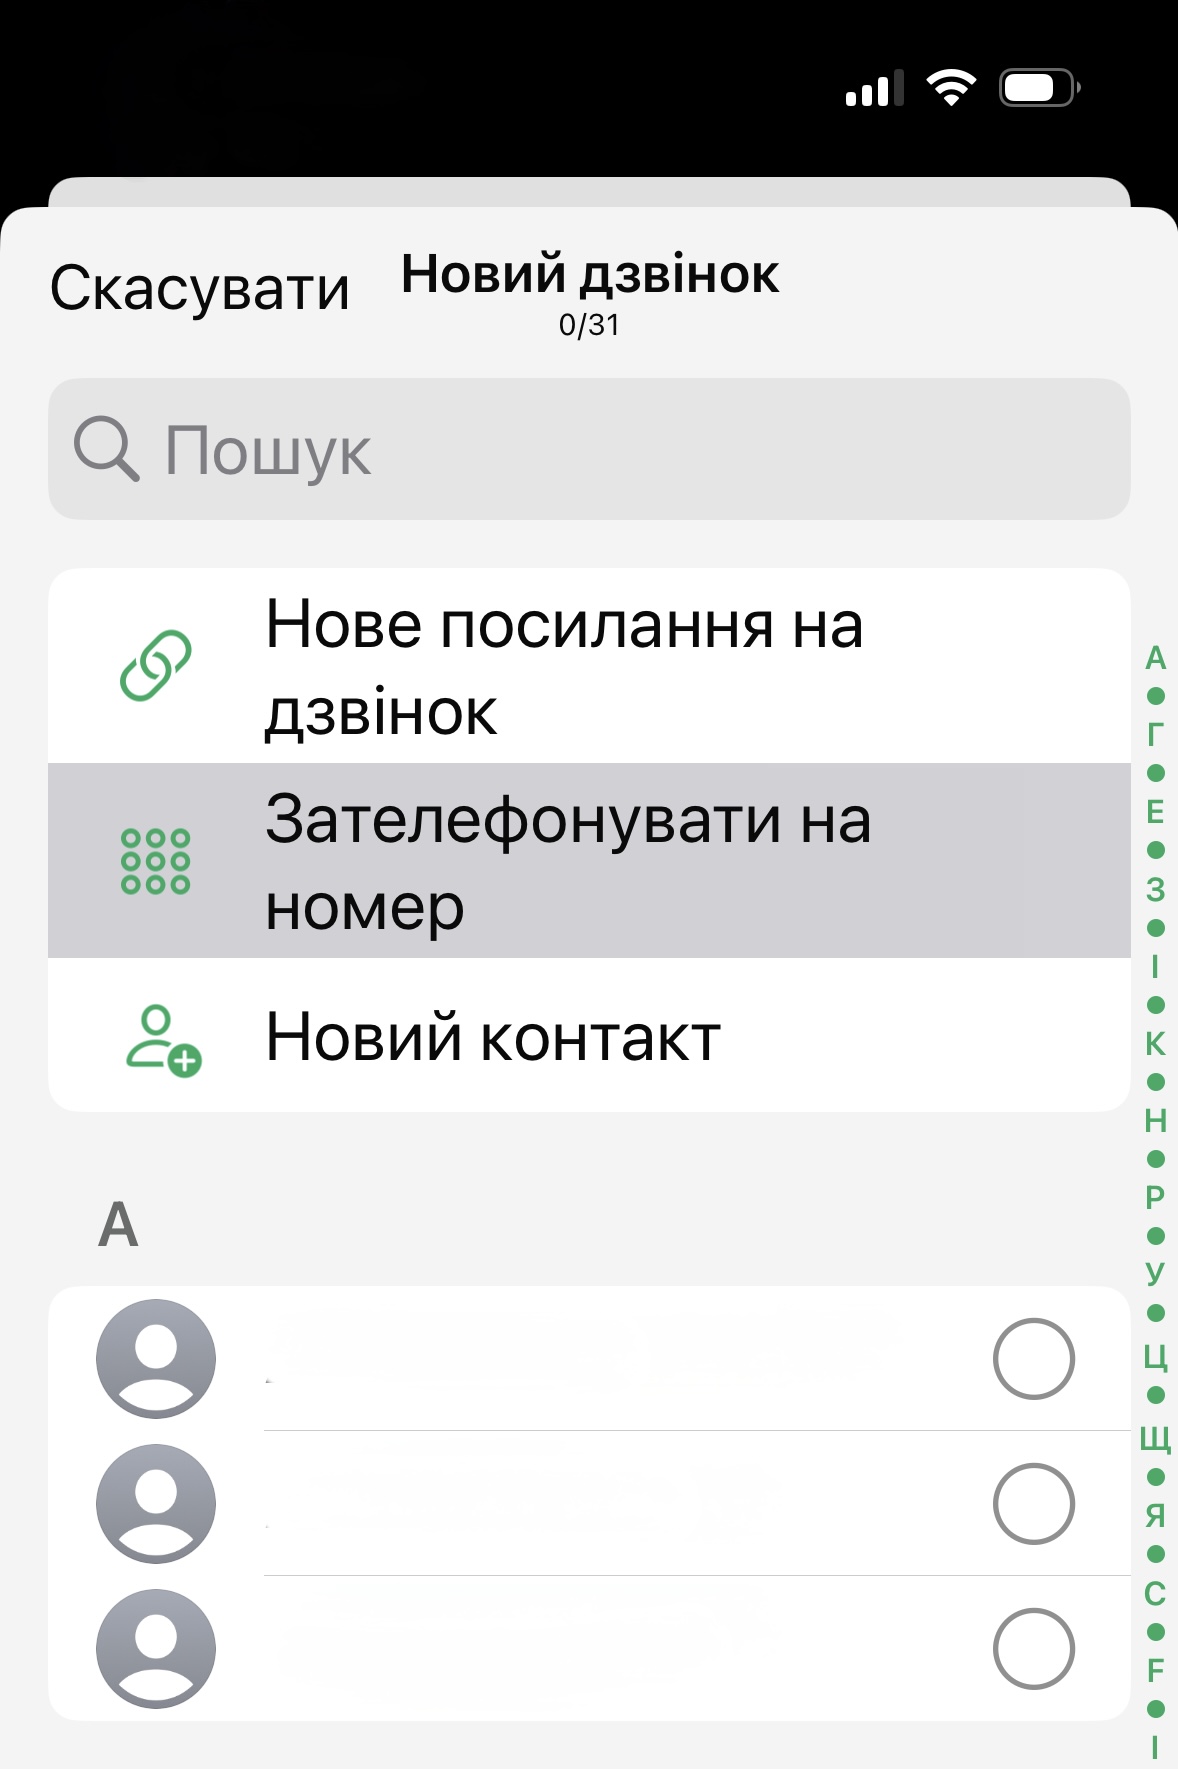 Скасувати
Новий дзвінок
0/31
Пошук
Нове посилання на
дзвінок
Зателефонувати на
номер
Новий контакт
А
А
Г
Е
З
І
К
Н
Р
У
Ц
Щ
Я
C
F
I